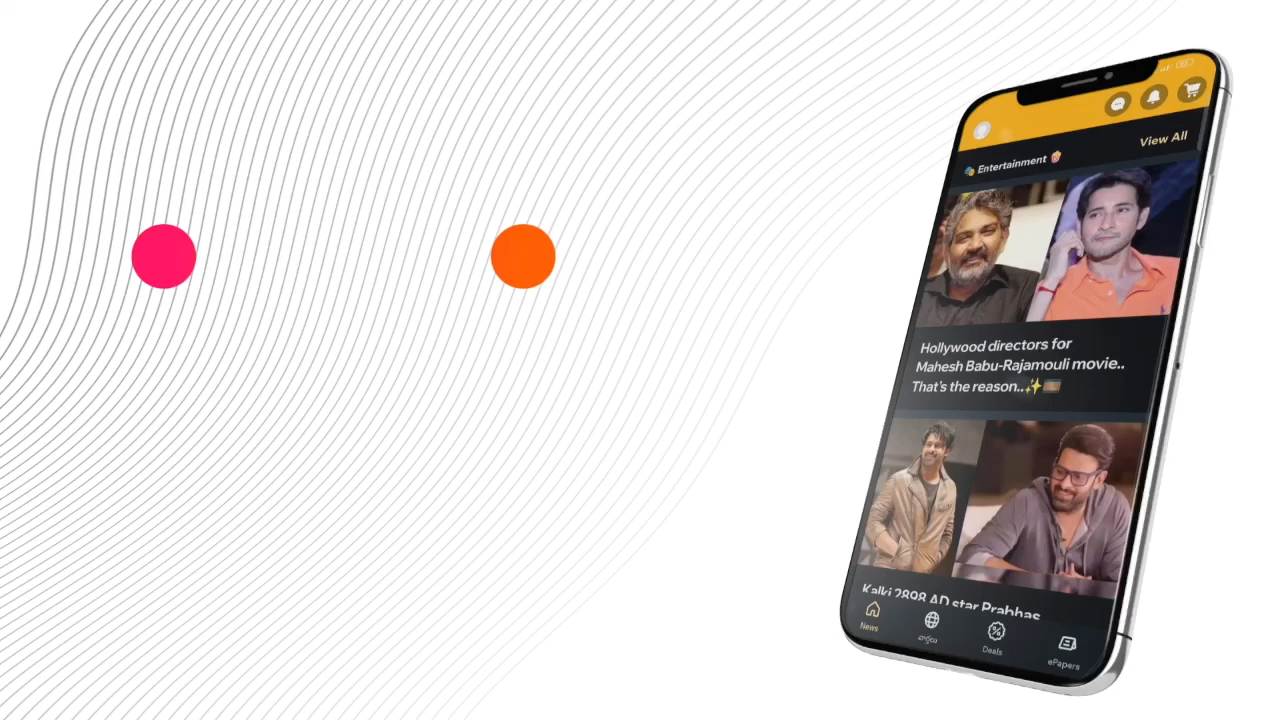 View All
🎭 Entertainment 🍿
Hollywood directors for
Mahesh Babu-Rajamouli movie..
That's the reason..✨🎞️
Kalki 2898 AD star Prabhas
News
వార్తలు
Deals
ePapers